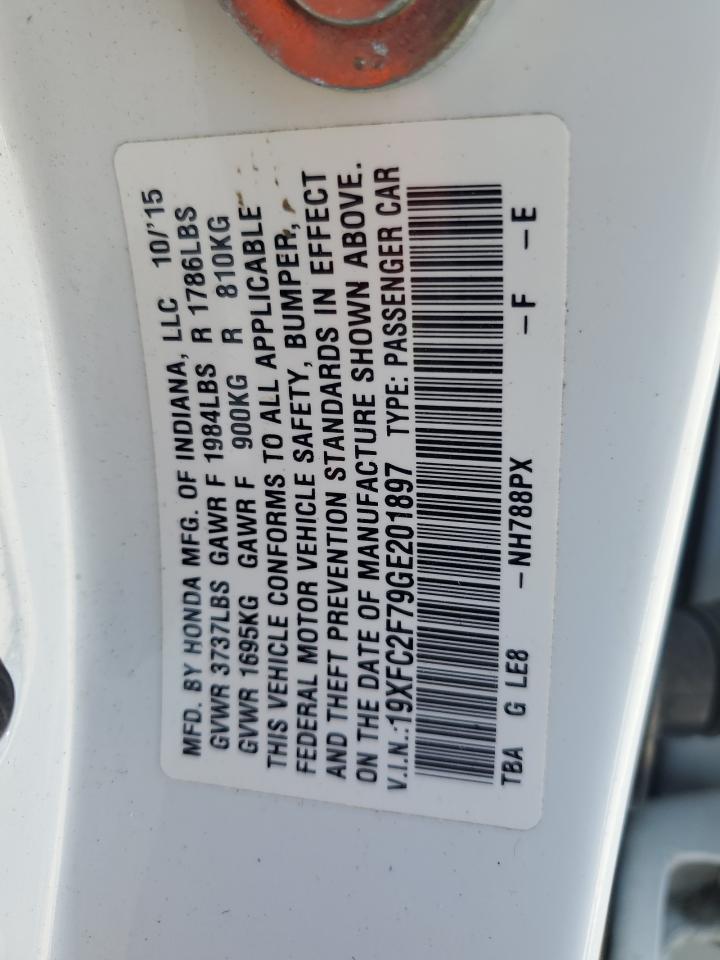 MFD. BY HONDA MFG. OF INDIANA, LLC 10/'15
GVWR 3737LBS GAWR F 1984LBS R 1786LBS
GVWR 1695KG GAWR F 900KG R 810KG
THIS VEHICLE CONFORMS TO ALL APPLICABLE
FEDERAL MOTOR VEHICLE SAFETY, BUMPER,
AND THEFT PREVENTION STANDARDS IN EFFECT
ON THE DATE OF MANUFACTURE SHOWN ABOVE.
V.I.N.:19XFC2F79GE201897 TYPE: PASSENGER CAR
TBA G LE8 -NH788PX -F -E